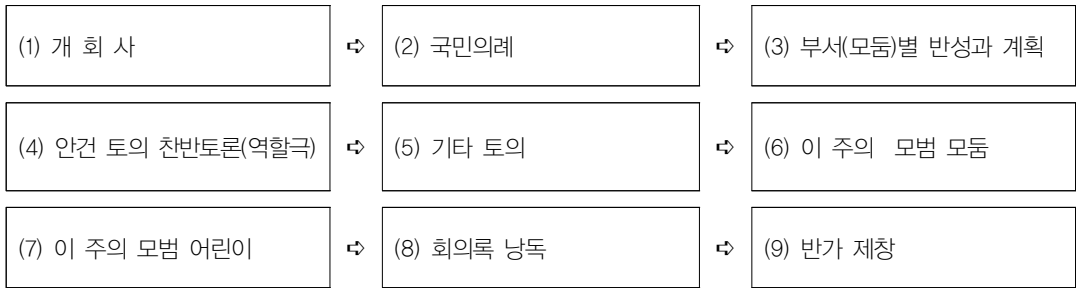 (1) 개 회 사 ➪ (2) 국민의례 ➪ (3) 부서(모둠)별 반성과 계획
(4) 안건 토의 찬반토론(역할극) ➪ (5) 기타 토의 ➪ (6) 이 주의 모범 모둠
(7) 이 주의 모범 어린이 ➪ (8) 회의록 낭독 ➪ (9) 반가 제창